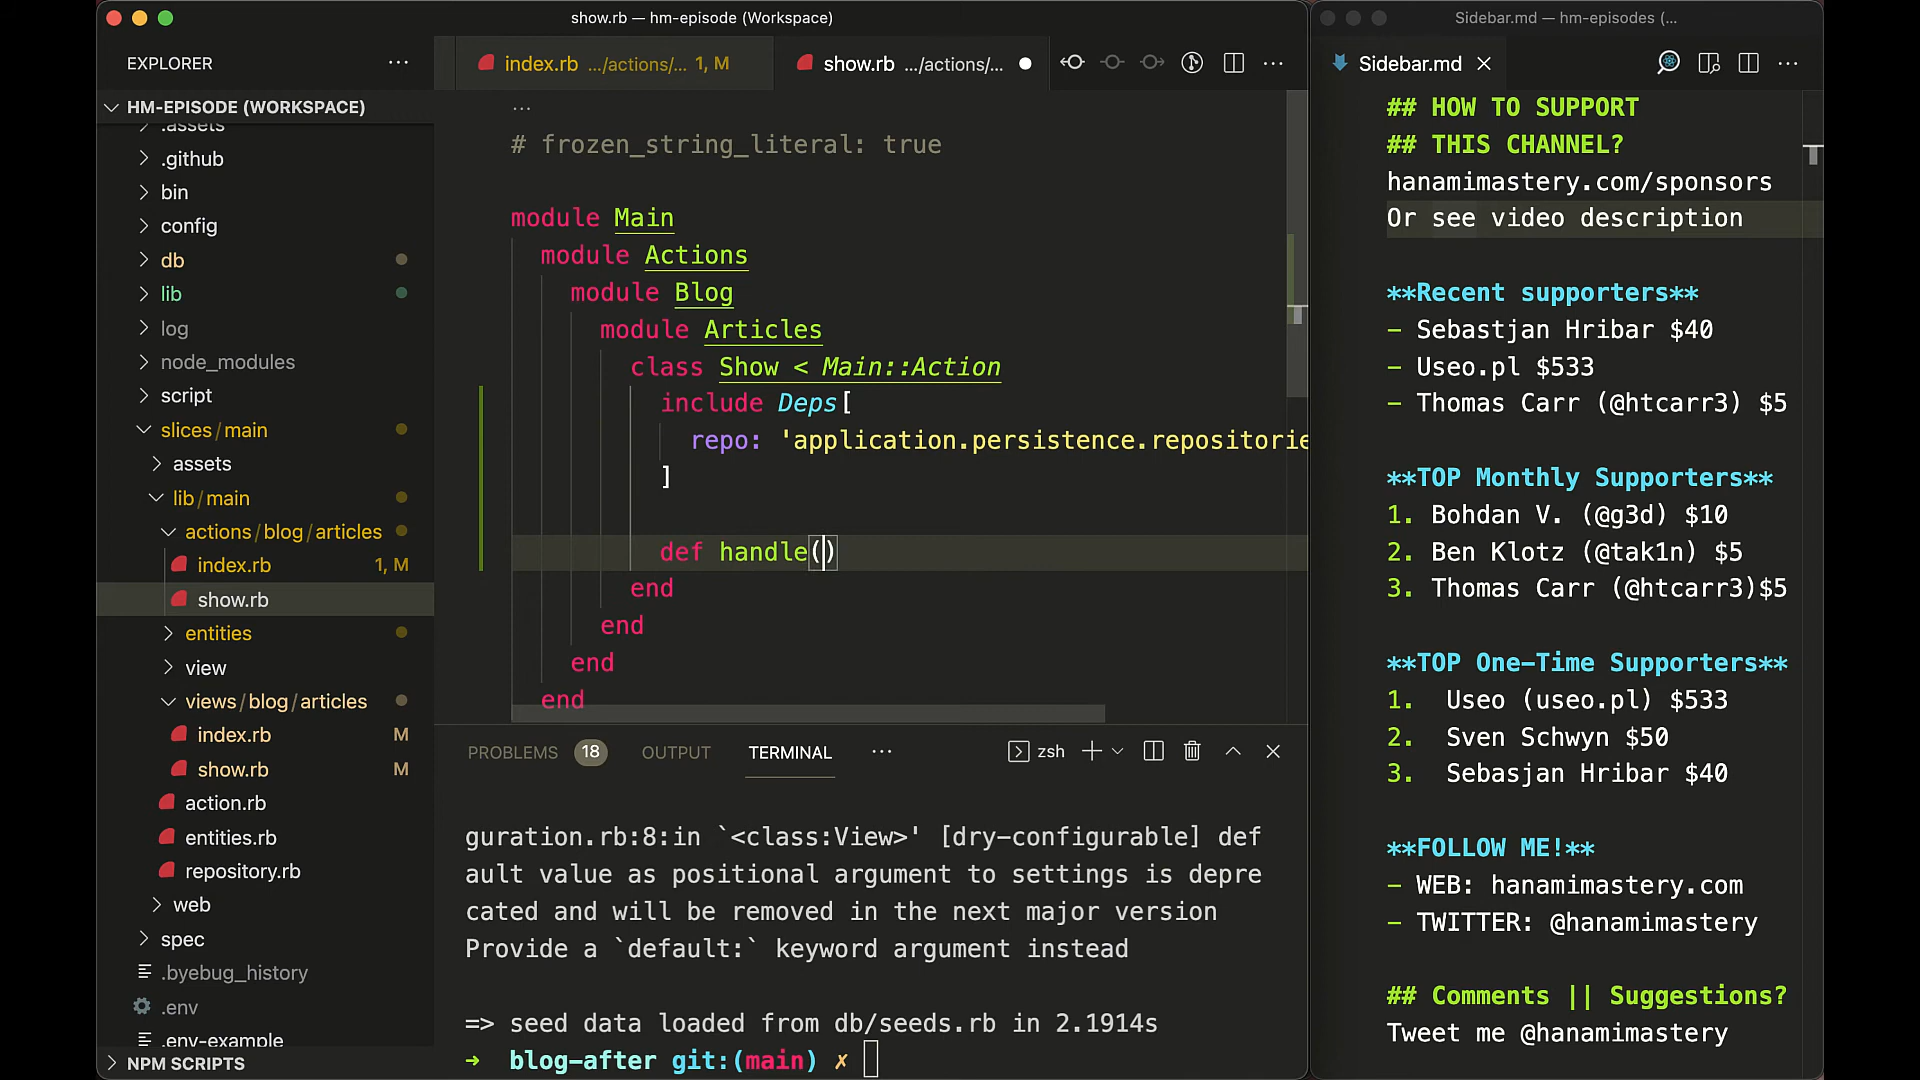 show.rb — hm-episode (Workspace)
EXPLORER
HM-EPISODE (WORKSPACE)
.assets
.github
bin
config
db
lib
log
node_modules
script
slices/main
assets
lib/main
actions/blog/articles
index.rb 1, M
show.rb
entities
view
views/blog/articles
index.rb M
show.rb M
action.rb
entities.rb
repository.rb
web
spec
.byebug_history
.env
.env-example
NPM SCRIPTS
index.rb .../actions/... 1, M
show.rb .../actions/...
...
# frozen_string_literal: true
module Main
module Actions
module Blog
module Articles
class Show < Main::Action
include Deps[
repo: 'application.persistence.repositorie
]
def handle()
end
end
end
end
PROBLEMS 18 OUTPUT TERMINAL
zsh
guration.rb:8:in `<class:View>' [dry-configurable] def
ault value as positional argument to settings is depre
cated and will be removed in the next major version
Provide a `default:` keyword argument instead
=> seed data loaded from db/seeds.rb in 2.1914s
➜ blog-after git:(main) ✗
Sidebar.md — hm-episodes (...
Sidebar.md
## HOW TO SUPPORT
## THIS CHANNEL?
hanamimastery.com/sponsors
Or see video description
**Recent supporters**
- Sebastjan Hribar $40
- Useo.pl $533
- Thomas Carr (@htcarr3) $5
**TOP Monthly Supporters**
1. Bohdan V. (@g3d) $10
2. Ben Klotz (@tak1n) $5
3. Thomas Carr (@htcarr3)$5
**TOP One-Time Supporters**
1. Useo (useo.pl) $533
2. Sven Schwyn $50
3. Sebasjan Hribar $40
**FOLLOW ME!**
- WEB: hanamimastery.com
- TWITTER: @hanamimastery
## Comments || Suggestions?
Tweet me @hanamimastery